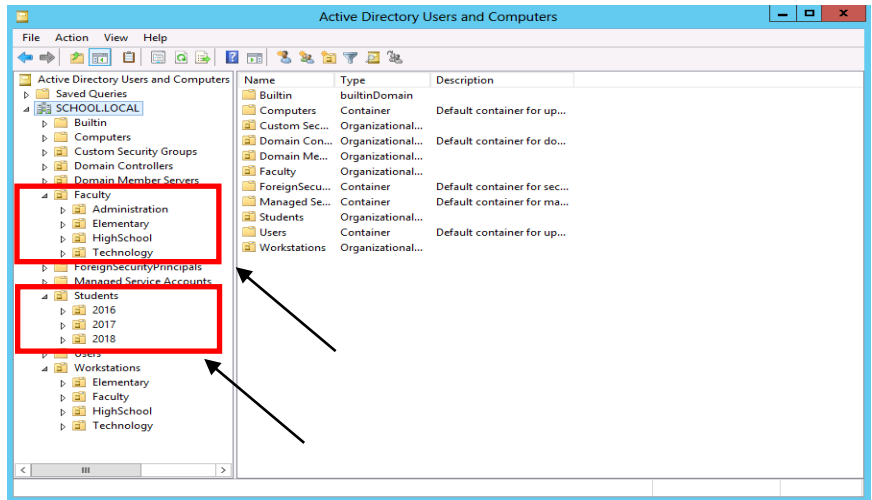 Active Directory Users and Computers
File Action View Help
Active Directory Users and Computers
Saved Queries
SCHOOL.LOCAL
Builtin
Computers
Custom Security Groups
Domain Controllers
Domain Member Servers
Faculty
Administration
Elementary
HighSchool
Technology
ForeignSecurityPrincipals
Managed Service Accounts
Students
2016
2017
2018
Users
Workstations
Elementary
Faculty
HighSchool
Technology
Name Type Description
Builtin builtinDomain
Computers Container Default container for up...
Custom Sec... Organizational...
Domain Con... Organizational... Default container for do...
Domain Me... Organizational...
Faculty Organizational...
ForeignSecu... Container Default container for sec...
Managed Se... Container Default container for ma...
Students Organizational...
Users Container Default container for up...
Workstations Organizational...